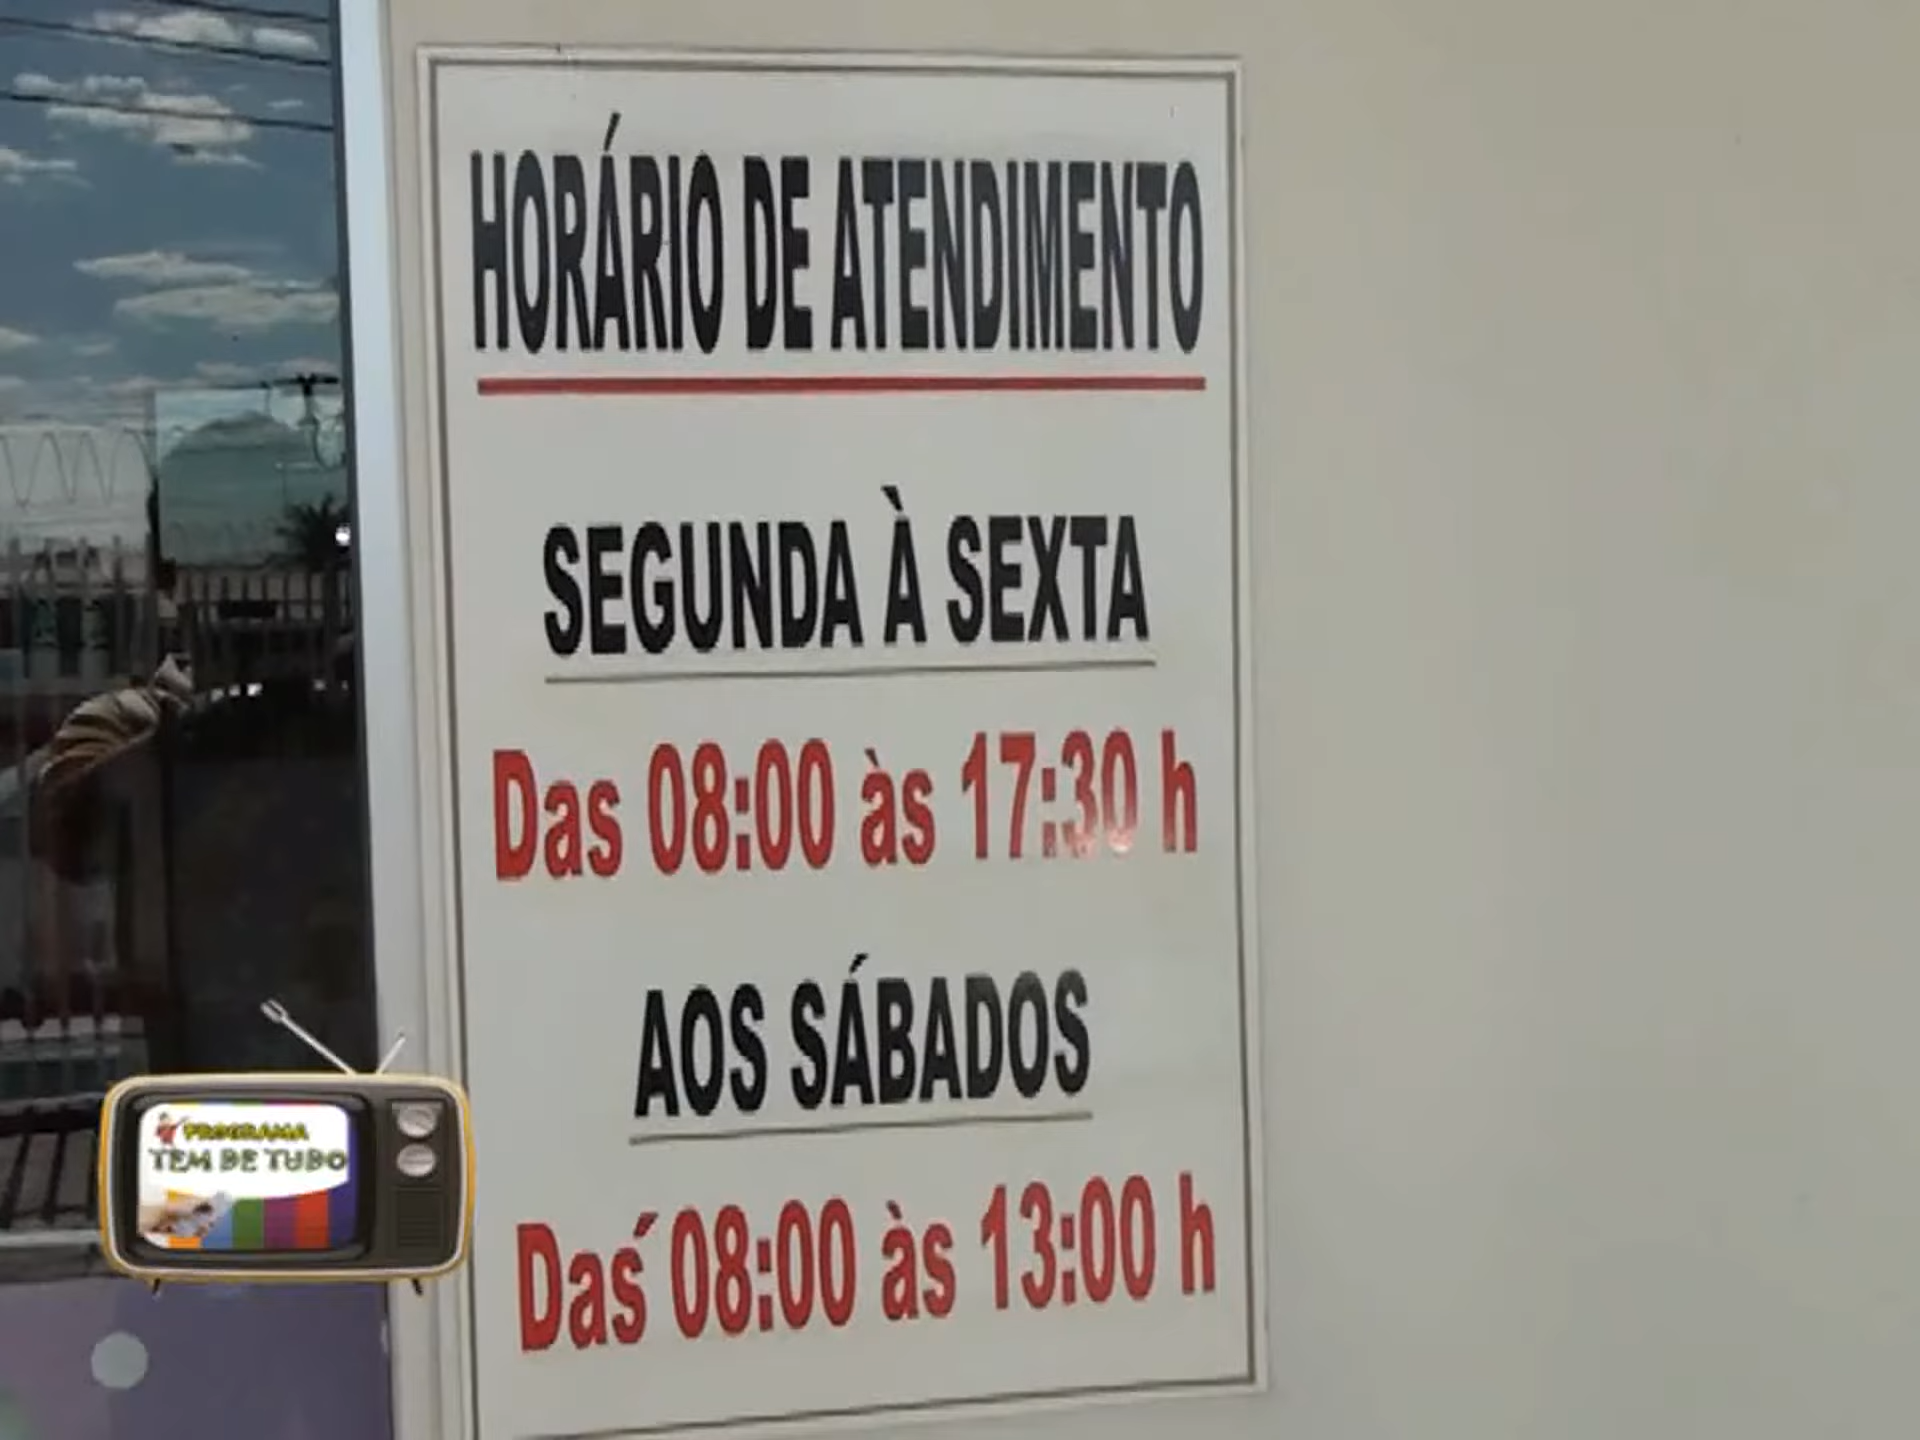 HORÁRIO DE ATENDIMENTO
SEGUNDA À SEXTA
Das 08:00 às 17:30 h
AOS SÁBADOS
Daś 08:00 às 13:00 h
PROGRAMA
TEM DE TUDO